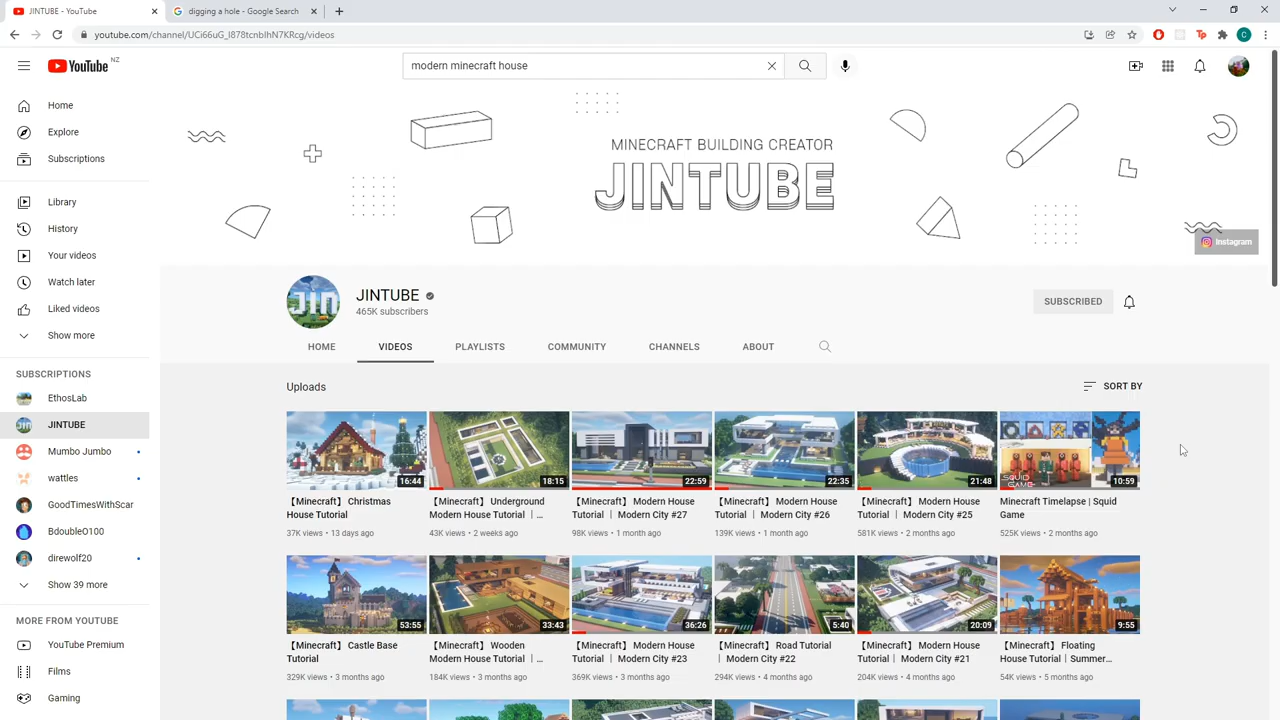 JINTUBE - YouTube
digging a hole - Google Search
youtube.com/channel/UCi66uG_I878tcnbIhN7KRcg/videos
YouTube NZ
modern minecraft house
Home
Explore
Subscriptions
Library
History
Your videos
Watch later
Liked videos
Show more
SUBSCRIPTIONS
EthosLab
JINTUBE
Mumbo Jumbo
wattles
GoodTimesWithScar
BdoubleO100
direwolf20
Show 39 more
MORE FROM YOUTUBE
YouTube Premium
Films
Gaming
MINECRAFT BUILDING CREATOR
JINTUBE
Instagram
JIN
JINTUBE
465K subscribers
SUBSCRIBED
HOME
VIDEOS
PLAYLISTS
COMMUNITY
CHANNELS
ABOUT
Uploads
SORT BY
16:44
【Minecraft】 Christmas
House Tutorial
37K views • 13 days ago
18:15
【Minecraft】 Underground
Modern House Tutorial ｜...
43K views • 2 weeks ago
22:59
【Minecraft】 Modern House
Tutorial ｜ Modern City #27
98K views • 1 month ago
22:35
【Minecraft】 Modern House
Tutorial ｜ Modern City #26
139K views • 1 month ago
21:48
【Minecraft】 Modern House
Tutorial｜ Modern City #25
581K views • 2 months ago
SQUID
GAME
10:59
Minecraft Timelapse | Squid
Game
525K views • 2 months ago
53:55
【Minecraft】 Castle Base
Tutorial
329K views • 3 months ago
33:43
【Minecraft】 Wooden
Modern House Tutorial ｜...
184K views • 3 months ago
36:26
【Minecraft】 Modern House
Tutorial ｜ Modern City #23
369K views • 3 months ago
5:40
【Minecraft】 Road Tutorial
｜ Modern City #22
294K views • 4 months ago
20:09
【Minecraft】 Modern House
Tutorial｜ Modern City #21
204K views • 4 months ago
9:55
【Minecraft】 Floating
House Tutorial｜Summer...
54K views • 5 months ago